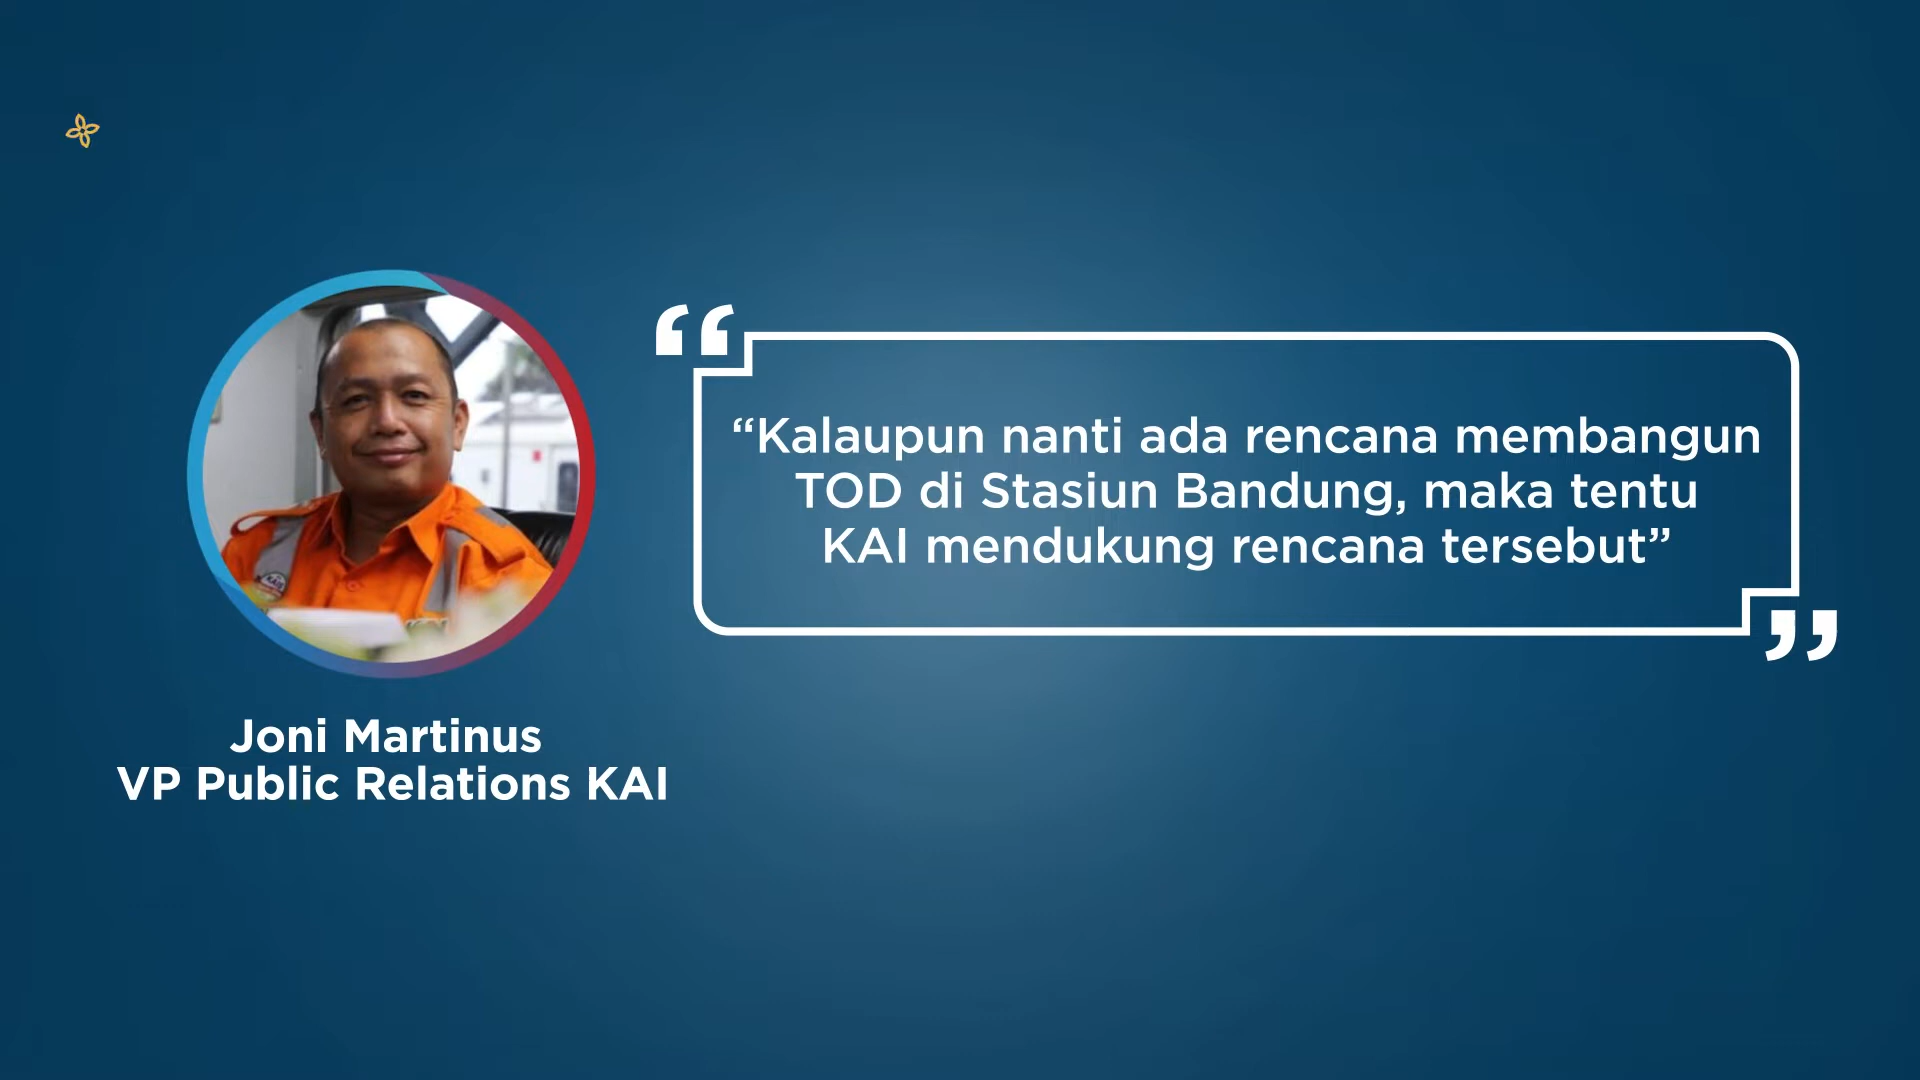 “Kalaupun nanti ada rencana membangun
TOD di Stasiun Bandung, maka tentu
KAI mendukung rencana tersebut”
Joni Martinus
VP Public Relations KAI